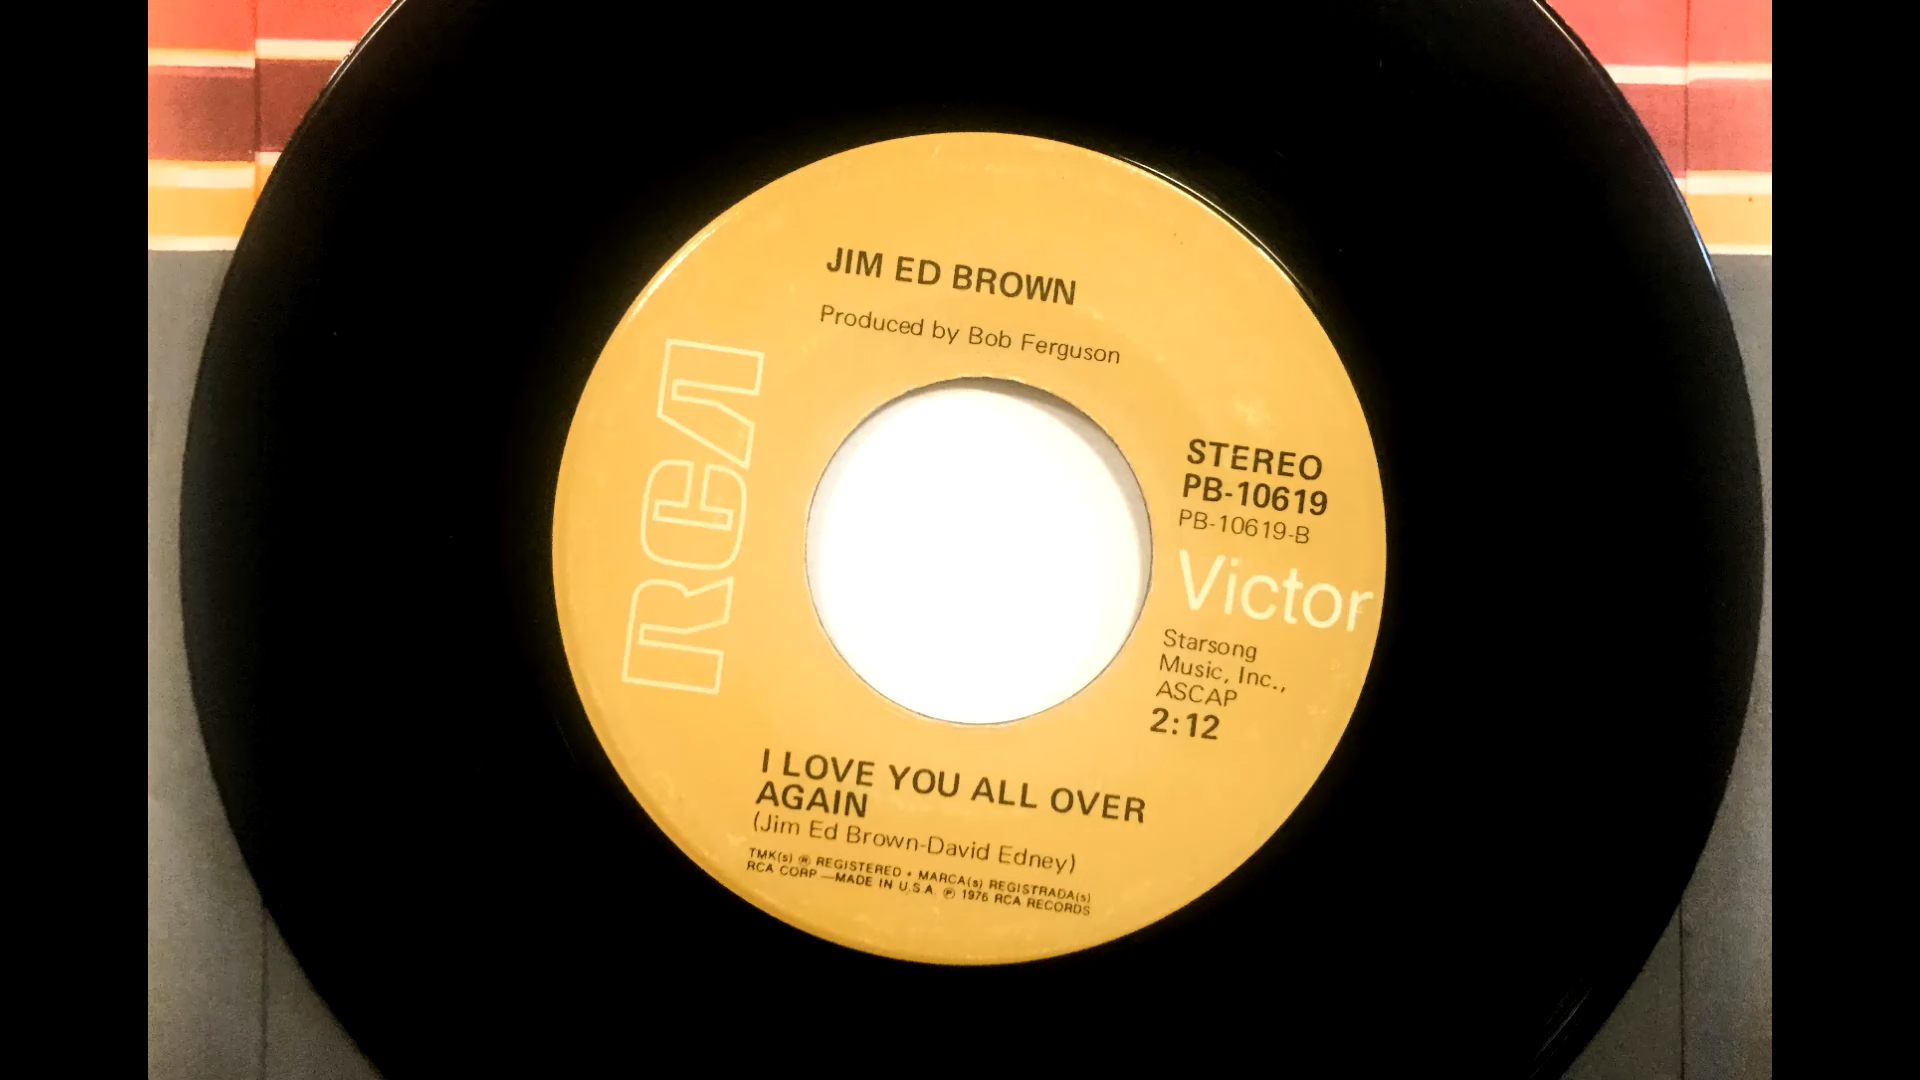 JIM ED BROWN
Produced by Bob Ferguson
RCA
STEREO
PB-10619
PB-10619-B
Victor
Starsong
Music, Inc.,
ASCAP
2:12
I LOVE YOU ALL OVER
AGAIN
(Jim Ed Brown-David Edney)
TMK(s) ® REGISTERED • MARCA(s) REGISTRADA(s)
RCA CORP —MADE IN U.S.A. ℗ 1976 RCA RECORDS